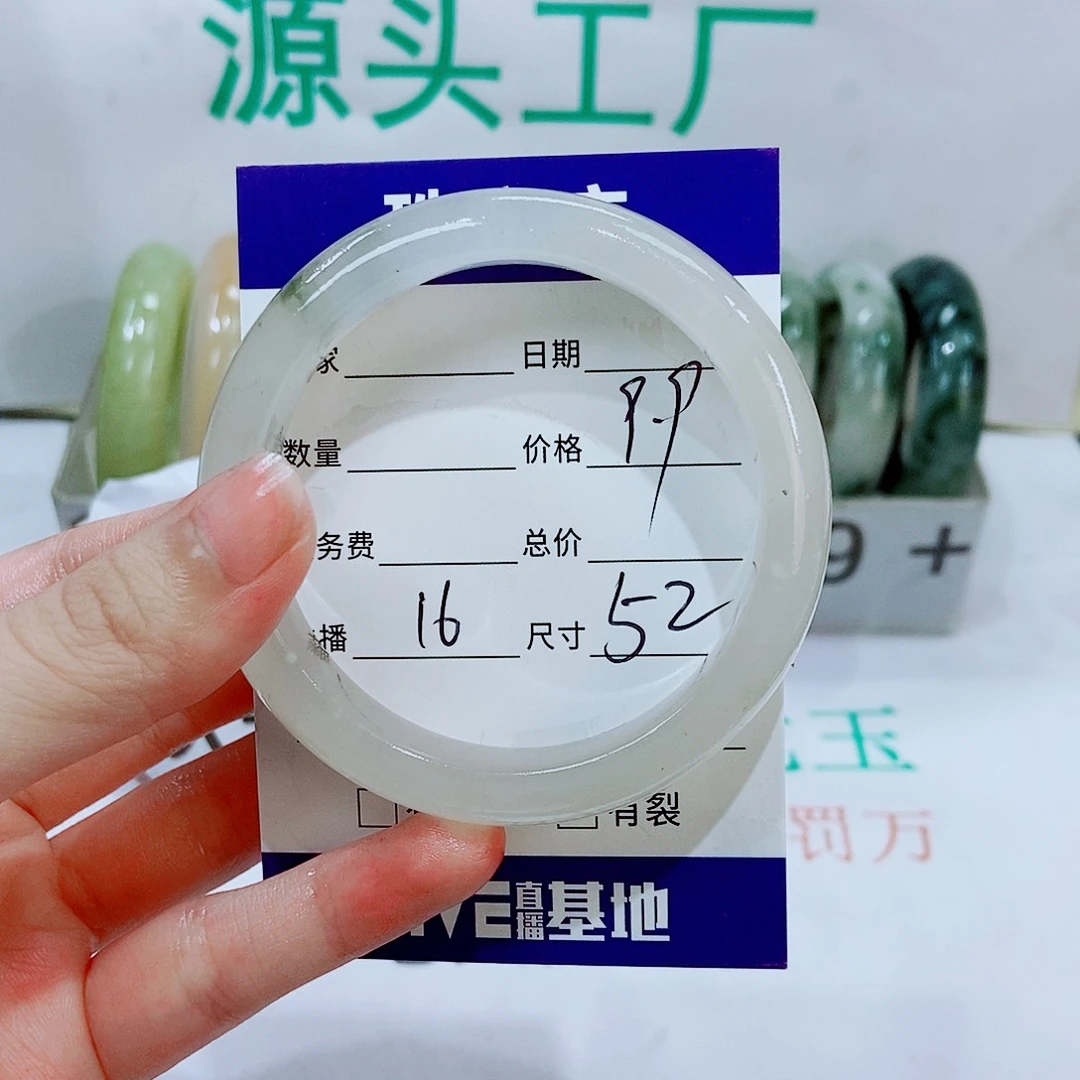 源头工厂
家 日期
数量 价格 99
务费 总价
播 16 尺寸 52
有裂
直播基地
9 +
玉
罚万